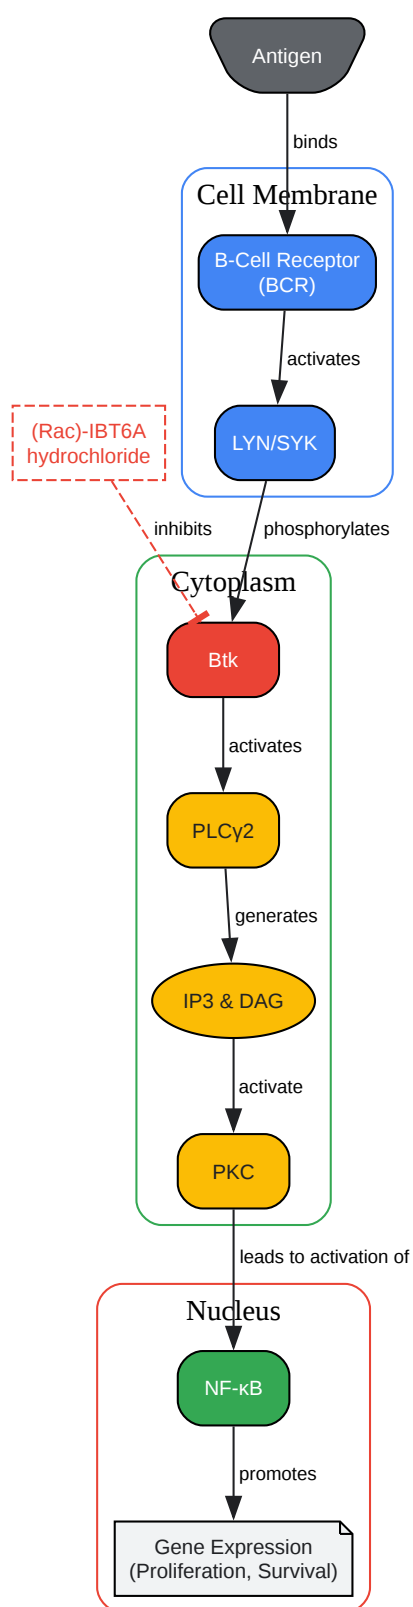 Antigen
binds
Cell Membrane
B-Cell Receptor
(BCR)
activates
LYN/SYK
(Rac)-IBT6A
hydrochloride
inhibits
phosphorylates
Cytoplasm
Btk
activates
PLCγ2
generates
IP3 & DAG
activate
PKC
leads to activation of
Nucleus
NF-κB
promotes
Gene Expression
(Proliferation, Survival)